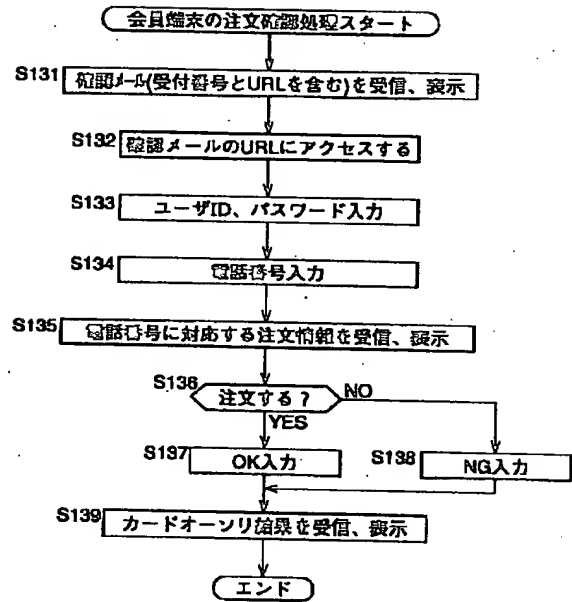 会員端末の注文確認処理スタート
S131
確認メール(受付番号とURLを含む)を受信、表示
S132
確認メールのURLにアクセスする
S133
ユーザID、パスワード入力
S134
電話番号入力
S135
電話番号に対応する注文情報を受信、表示
S136
注文する?
NO
YES
S137
OK入力
S138
NG入力
S139
カードオーソリ結果を受信、表示
エンド